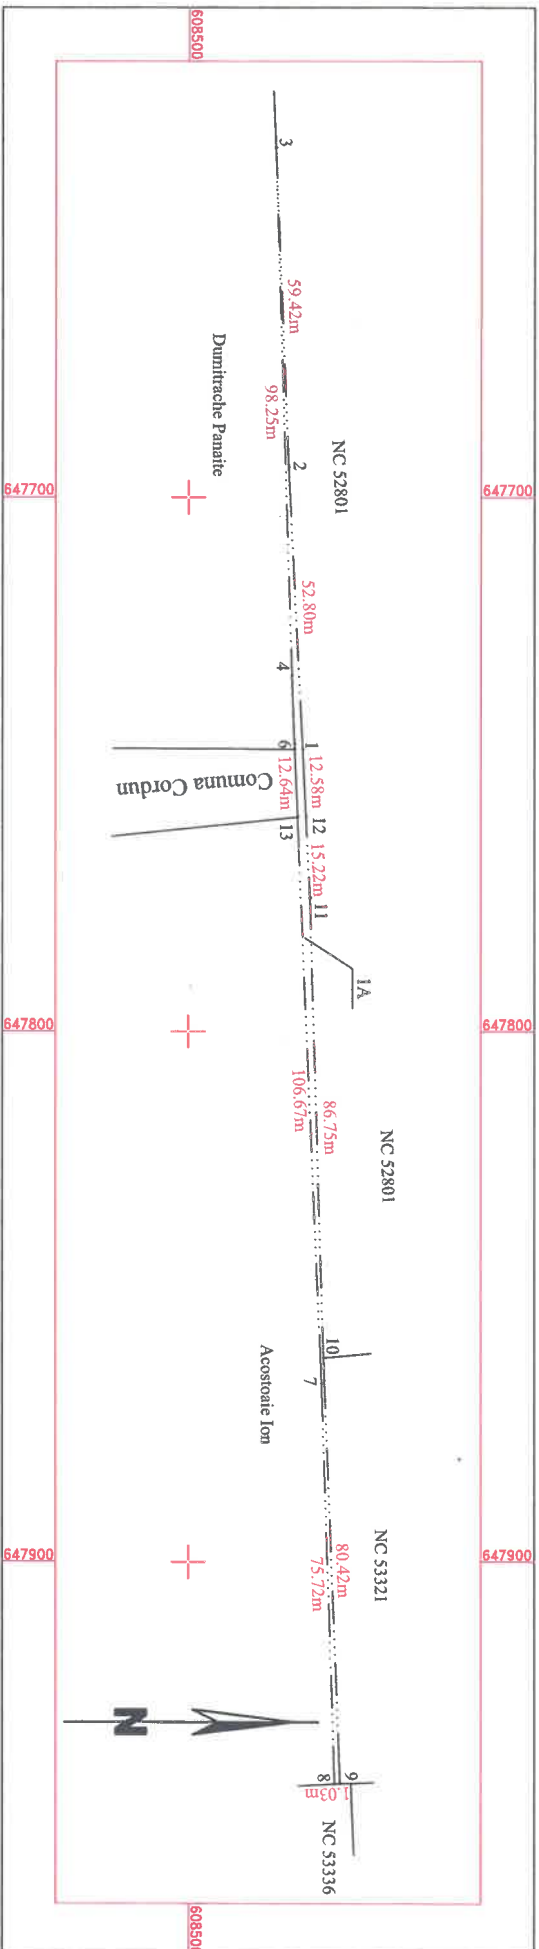 608500
3
59.42m
98.25m
Dumitrache Panaite
2
NC 52801
647700
647700
52.80m
4
1
6
12.58m
12.64m
Comuna Cordun
12
13
15.22m
11
1A
647800
647800
86.75m
106.67m
NC 52801
10
7
Acostoaie Ion
NC 53321
80.42m
75.72m
647900
647900
N
9
8
1.03m
NC 53336
608500